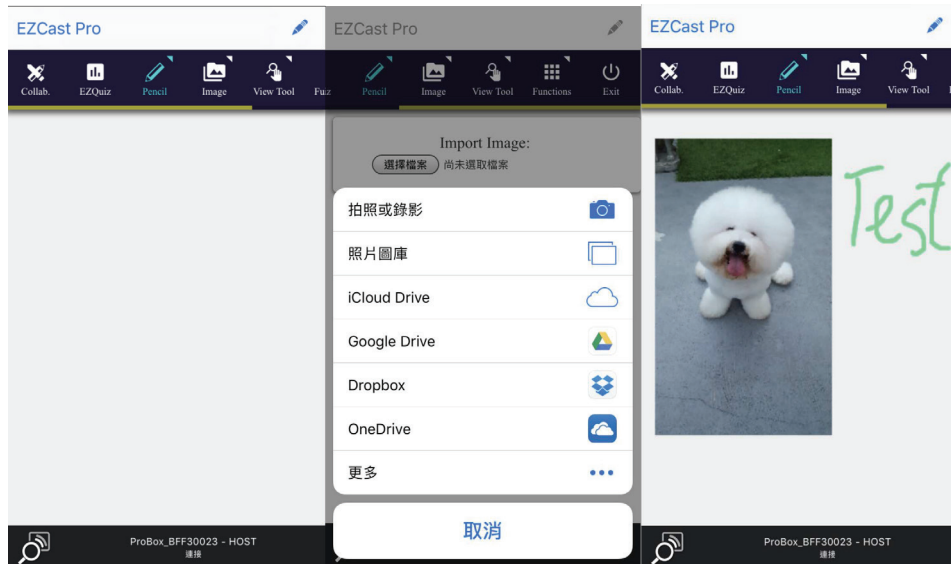 EZCast Pro
Collab. EZQuiz Pencil Image View Tool
ProBox_BFF30023 - HOST
連接
EZCast Pro
Pencil Image View Tool Functions Exit
Import Image:
選擇檔案 尚未選取檔案
拍照或錄影
照片圖庫
iCloud Drive
Google Drive
Dropbox
OneDrive
更多
取消
EZCast Pro
Collab. EZQuiz Pencil Image View Tool
Test
ProBox_BFF30023 - HOST
連接